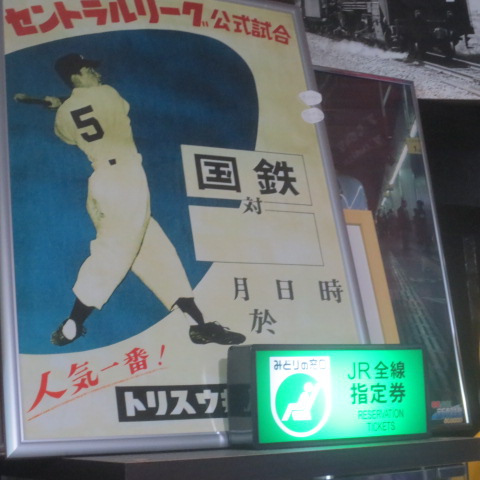 セントラルリーグ公式試合
5
国鉄
対
月日時
於
人気一番!
トリスウ
みどりの窓口
JR全線
指定券
RESERVATION
TICKETS